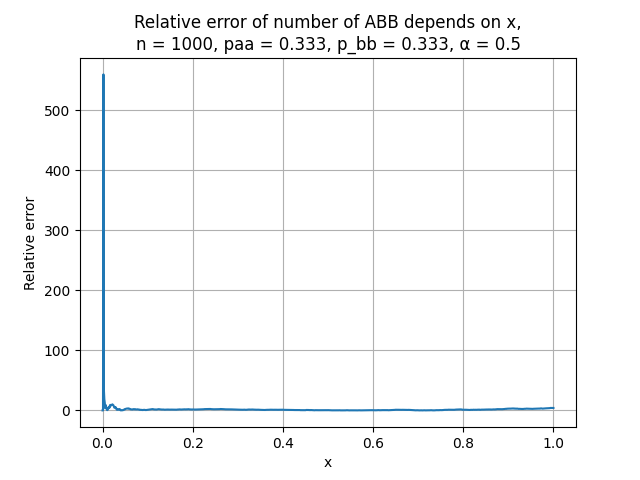 Relative error of number of ABB depends on x,
n = 1000, paa = 0.333, p_bb = 0.333, α = 0.5
Relative error
500
400
300
200
100
0
0.0 0.2 0.4 0.6 0.8 1.0
x